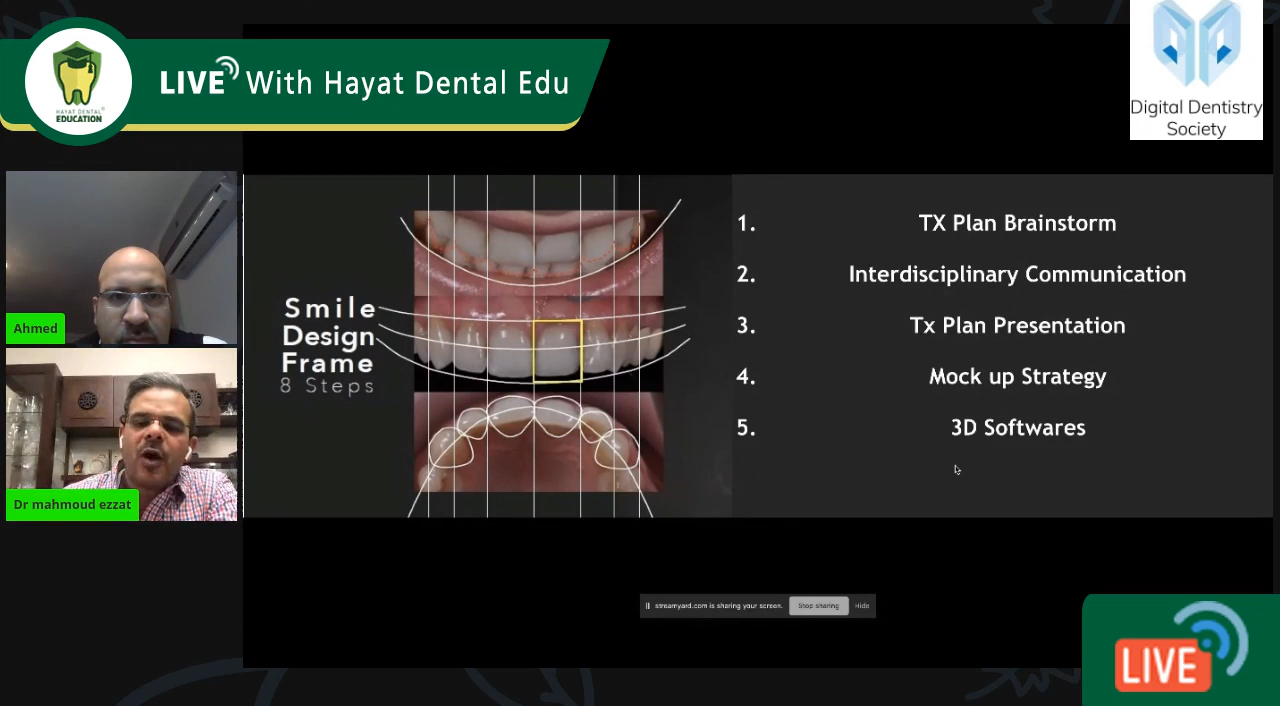 LIVE With Hayat Dental Edu
HAYAT DENTAL
EDUCATION
Digital Dentistry
Society
Ahmed
Dr mahmoud ezzat
Smile
Design
Frame
8 Steps
1. TX Plan Brainstorm
2. Interdisciplinary Communication
3. Tx Plan Presentation
4. Mock up Strategy
5. 3D Softwares
streamyard.com is sharing your screen. Stop sharing Hide
LIVE